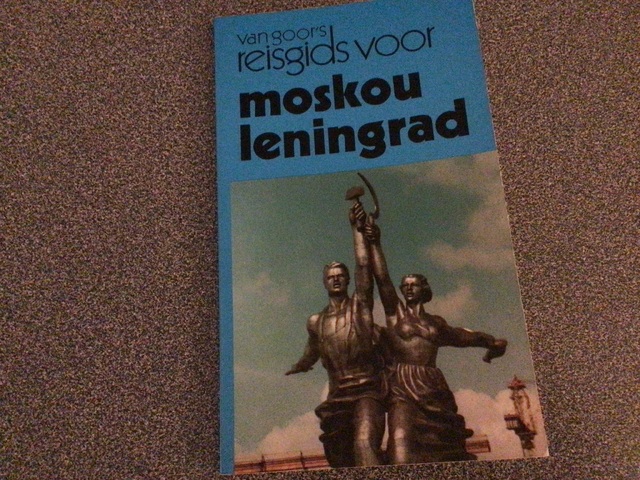 van goors
reisgids voor
moskou
leningrad